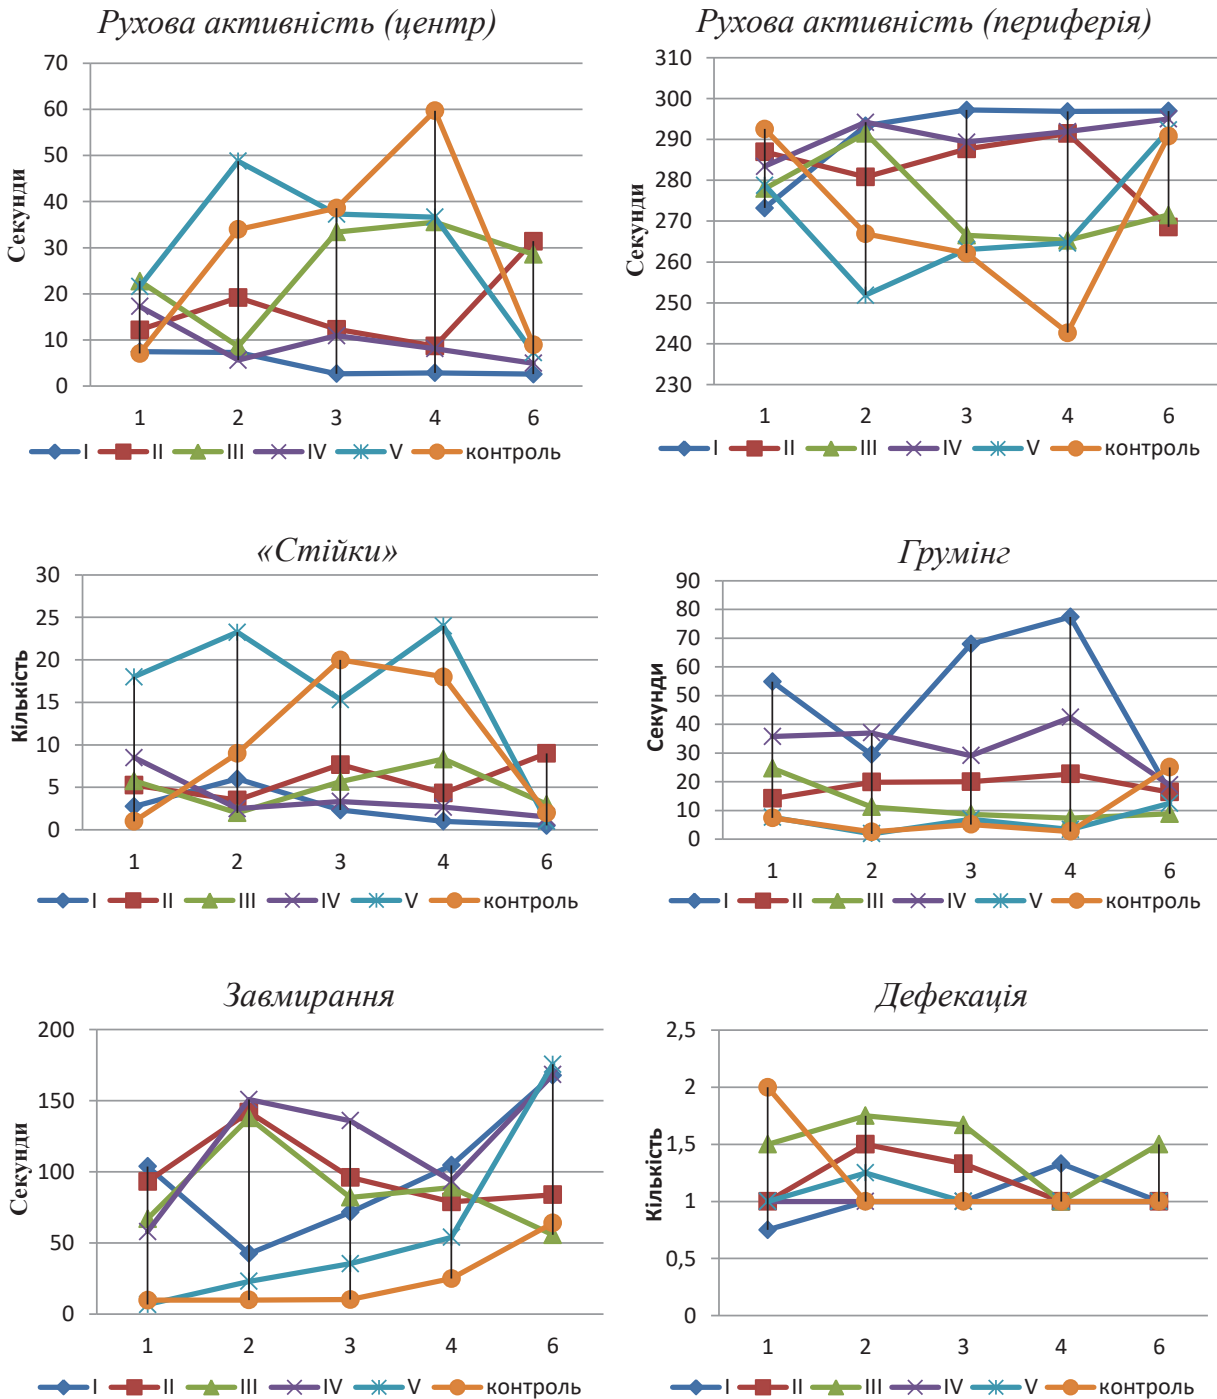 Рухова активність (центр)
Секунди
70
60
50
40
30
20
10
0
1 2 3 4 6
I II III IV V контроль
Рухова активність (периферія)
Секунди
310
300
290
280
270
260
250
240
230
1 2 3 4 6
I II III IV V контроль
«Стійки»
Кількість
30
25
20
15
10
5
0
1 2 3 4 6
I II III IV V контроль
Грумінг
Секунди
90
80
70
60
50
40
30
20
10
0
1 2 3 4 6
I II III IV V контроль
Завмирання
Секунди
200
150
100
50
0
1 2 3 4 6
I II III IV V контроль
Дефекація
Кількість
2,5
2
1,5
1
0,5
0
1 2 3 4 6
I II III IV V контроль